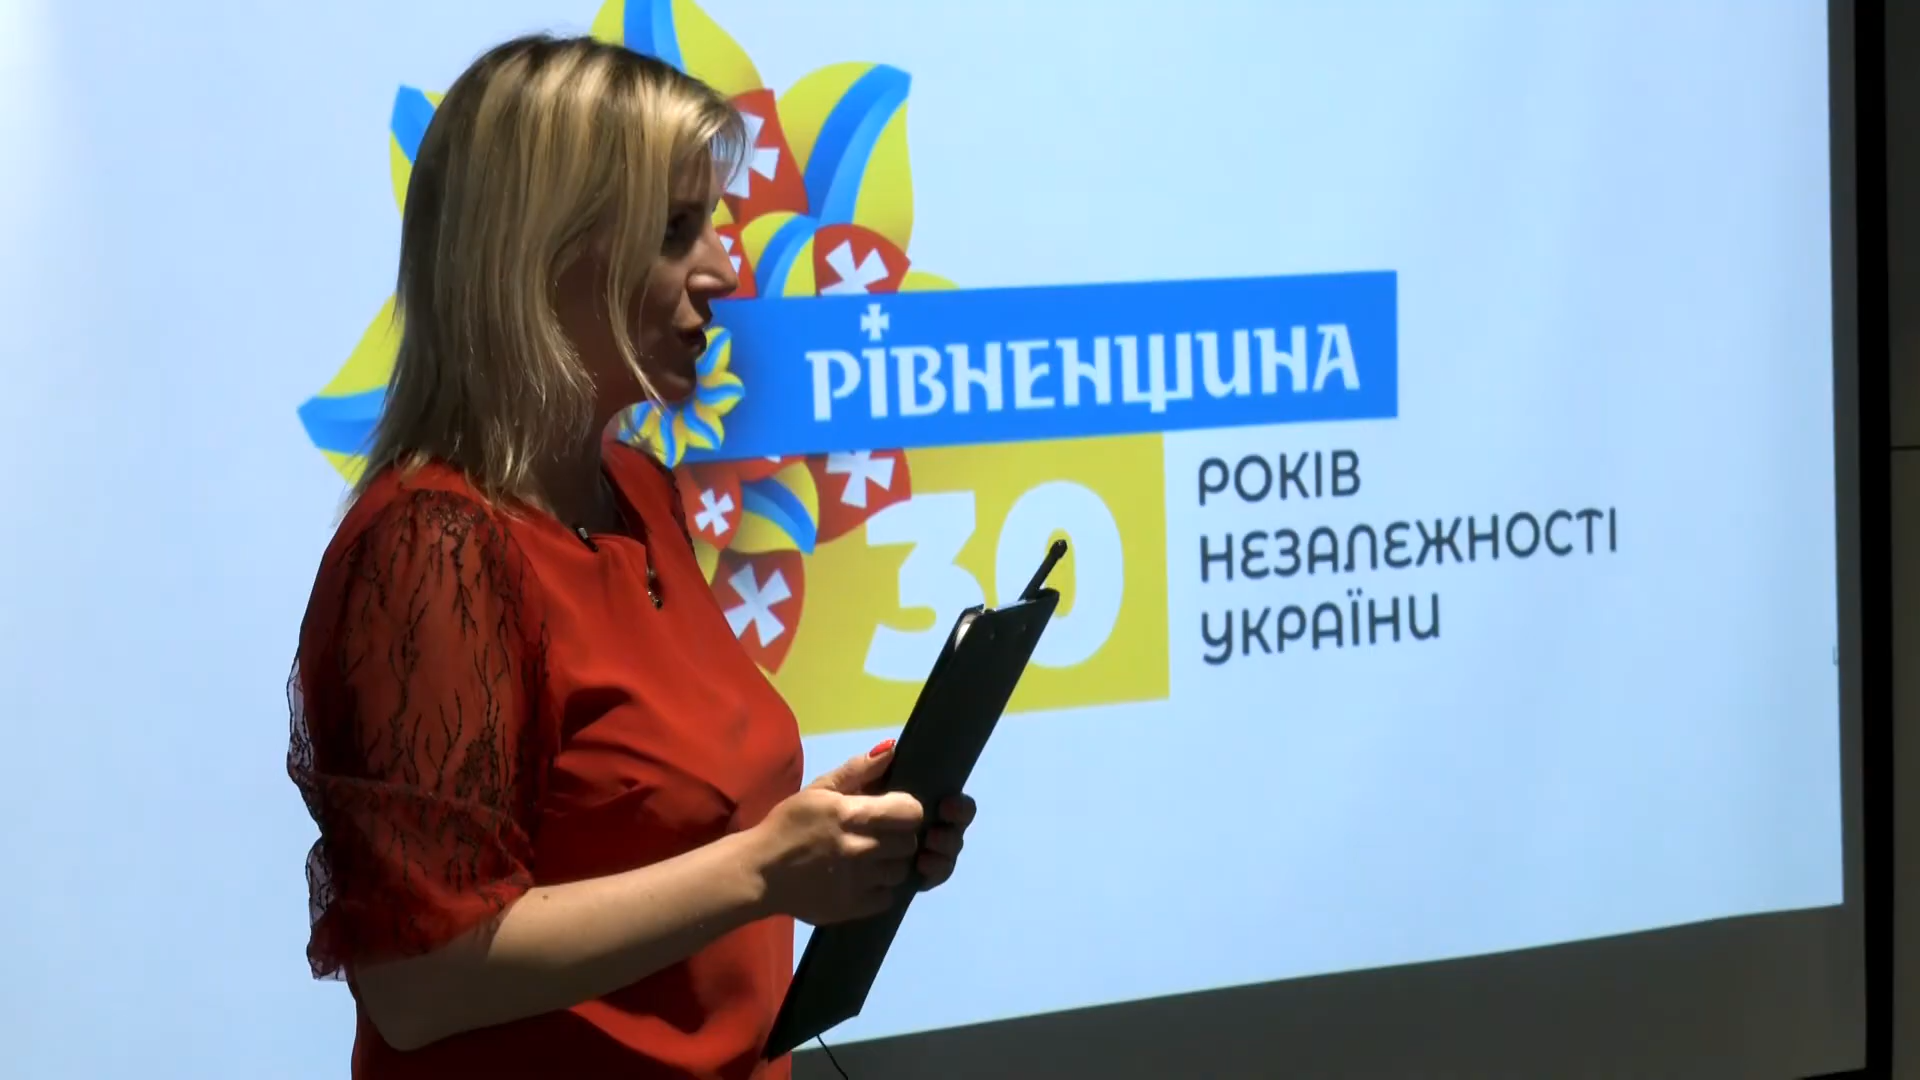 РІВНЕНЩИНА
30
РОКІВ
НЕЗАЛЕЖНОСТІ
УКРАЇНИ